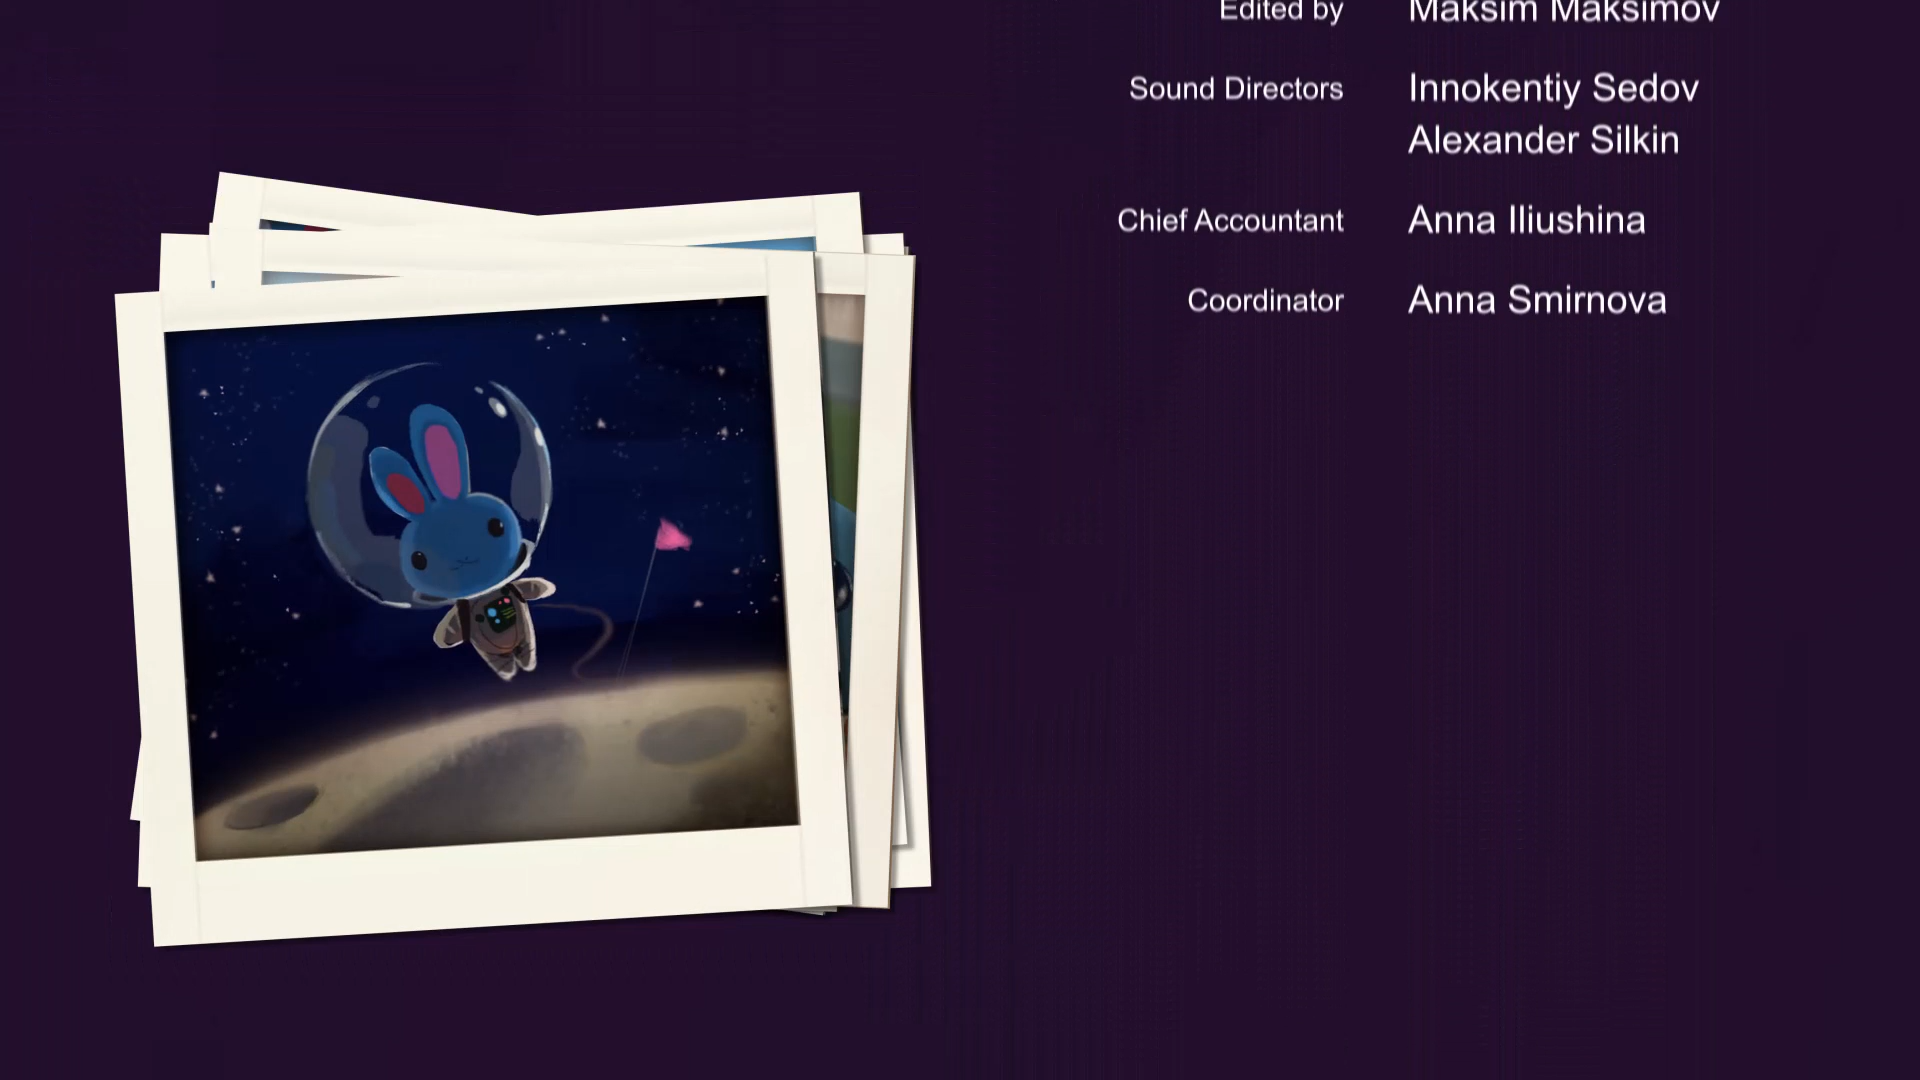 Edited by Maksim Maksimov
Sound Directors Innokentiy Sedov
Alexander Silkin
Chief Accountant Anna Iliushina
Coordinator Anna Smirnova